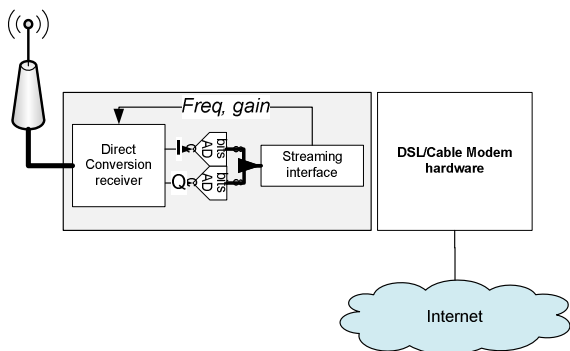 Freq, gain
Direct
Conversion
receiver
I
Q
AD
bits
AD
bits
Streaming
interface
DSL/Cable Modem
hardware
Internet